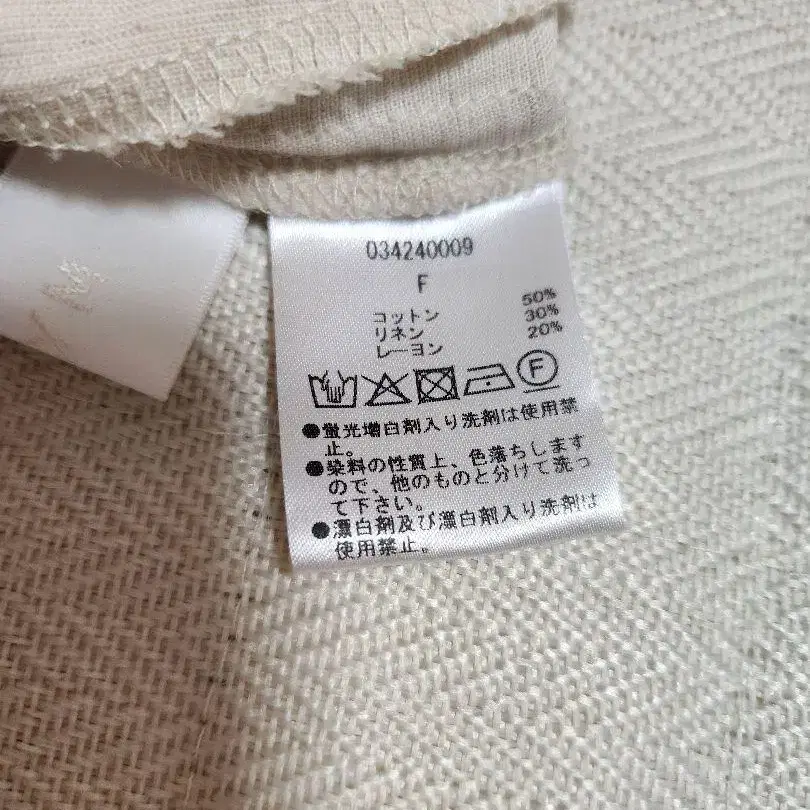 034240009
F
コットン 50%
リネン 30%
レーヨン 20%
F
●蛍光増白剤入り洗剤は使用禁
止。
●染料の性質上、色落ちします
ので、他のものと分けて洗っ
て下さい。
●漂白剤及び漂白剤入り洗剤は
使用禁止。